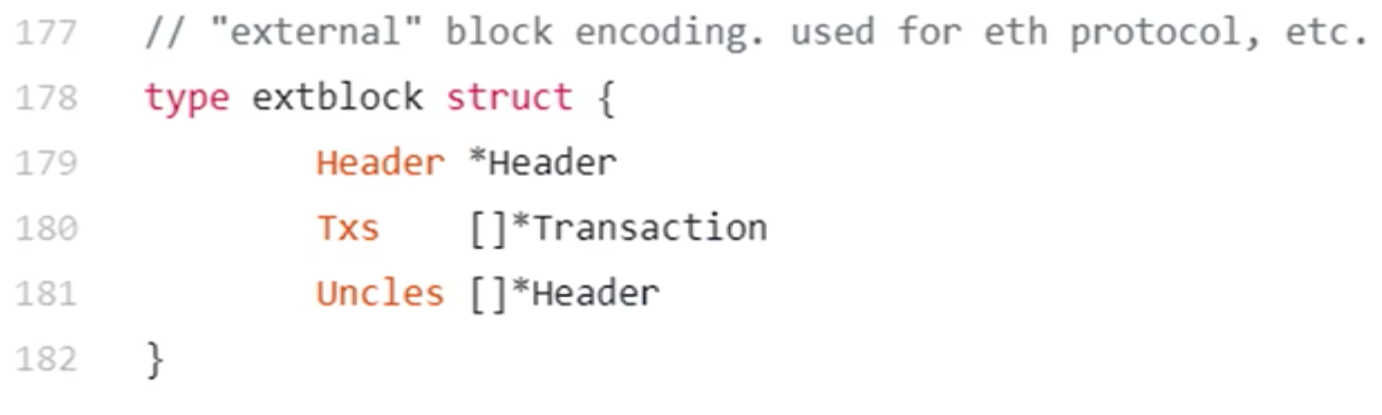 177 // "external" block encoding. used for eth protocol, etc.
178 type extblock struct {
179 Header *Header
180 Txs []*Transaction
181 Uncles []*Header
182 }